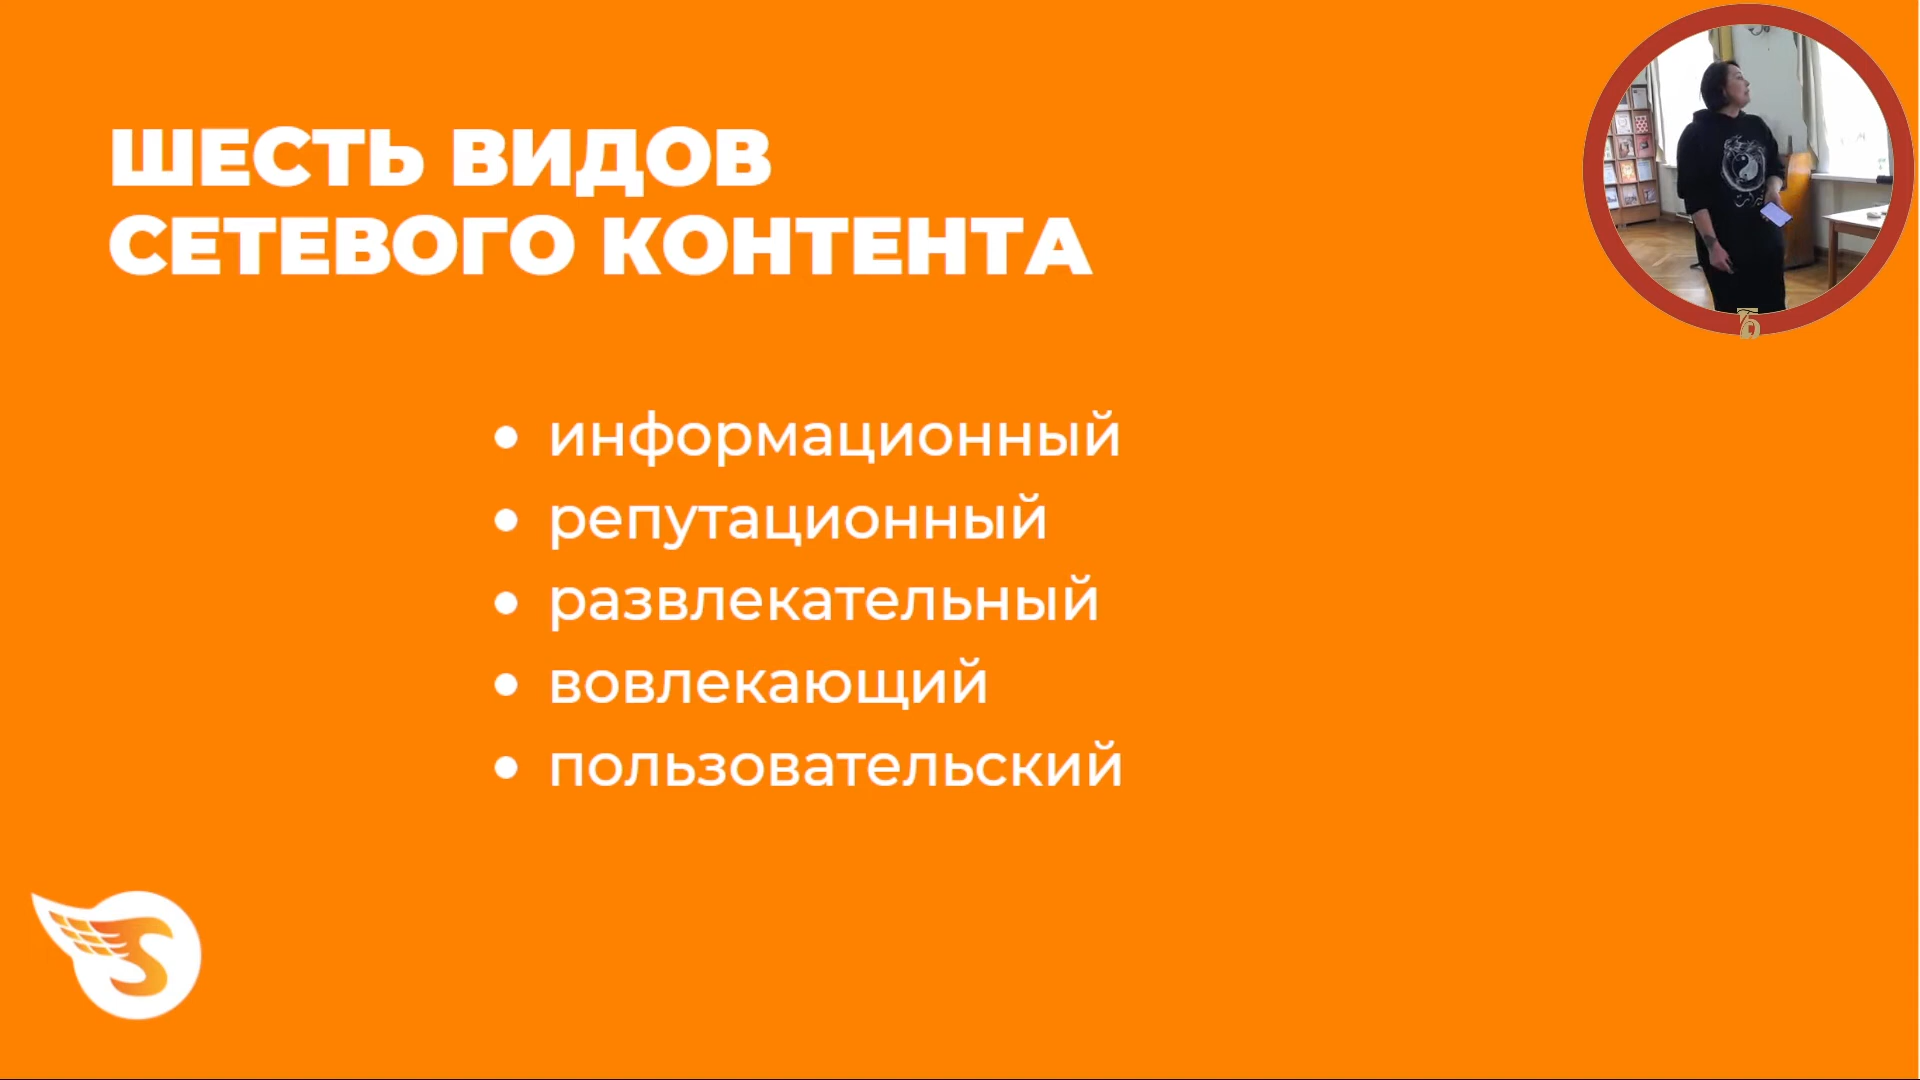 ШЕСТЬ ВИДОВ
СЕТЕВОГО КОНТЕНТА
• информационный
• репутационный
• развлекательный
• вовлекающий
• пользовательский
S